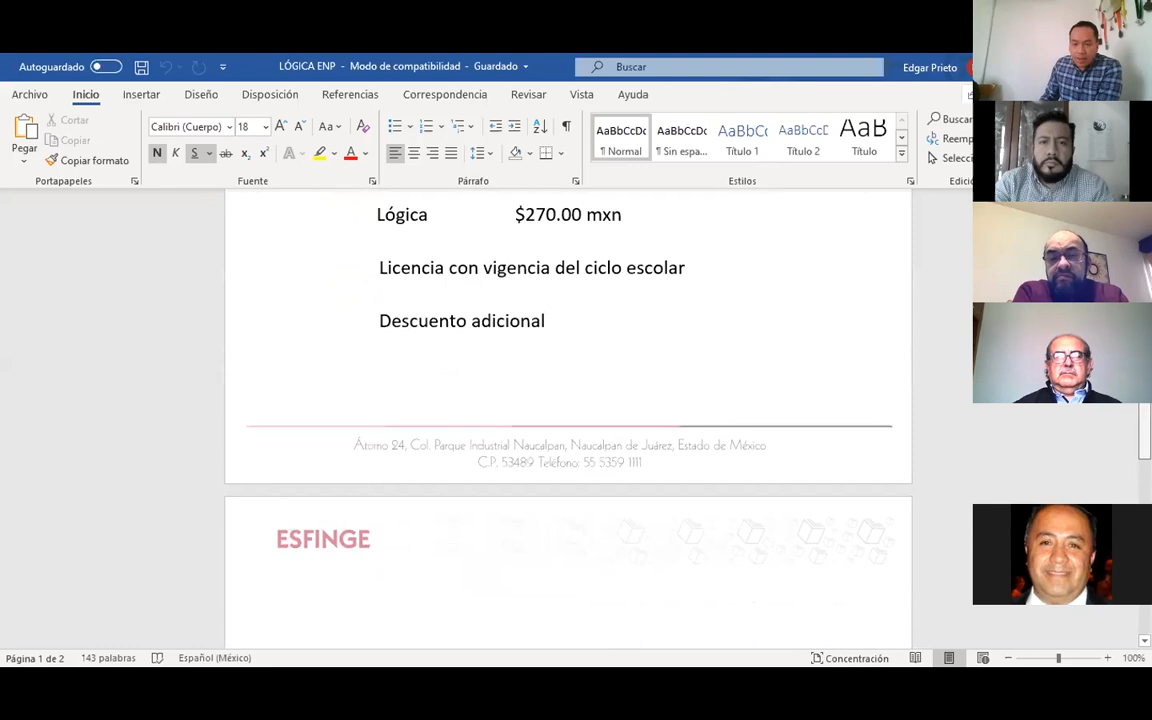 Autoguardado
LÓGICA ENP - Modo de compatibilidad - Guardado
Buscar
Edgar Prieto
Archivo Inicio Insertar Diseño Disposición Referencias Correspondencia Revisar Vista Ayuda
Pegar
Cortar
Copiar
Copiar formato
Portapapeles
Calibri (Cuerpo) 18
Fuente
Párrafo
AaBbCcDc AaBbCcDc AaBbCc AaBbCcD AaB
¶ Normal ¶ Sin espa... Título 1 Título 2 Título
Estilos
Buscar
Reemp
Selecci
Edició
Lógica $270.00 mxn
Licencia con vigencia del ciclo escolar
Descuento adicional
Átomo 24, Col. Parque Industrial Naucalpan, Naucalpan de Juárez, Estado de México
C.P. 53489 Teléfono: 55 5359 1111
ESFINGE
Página 1 de 2 143 palabras Español (México) Concentración 100%